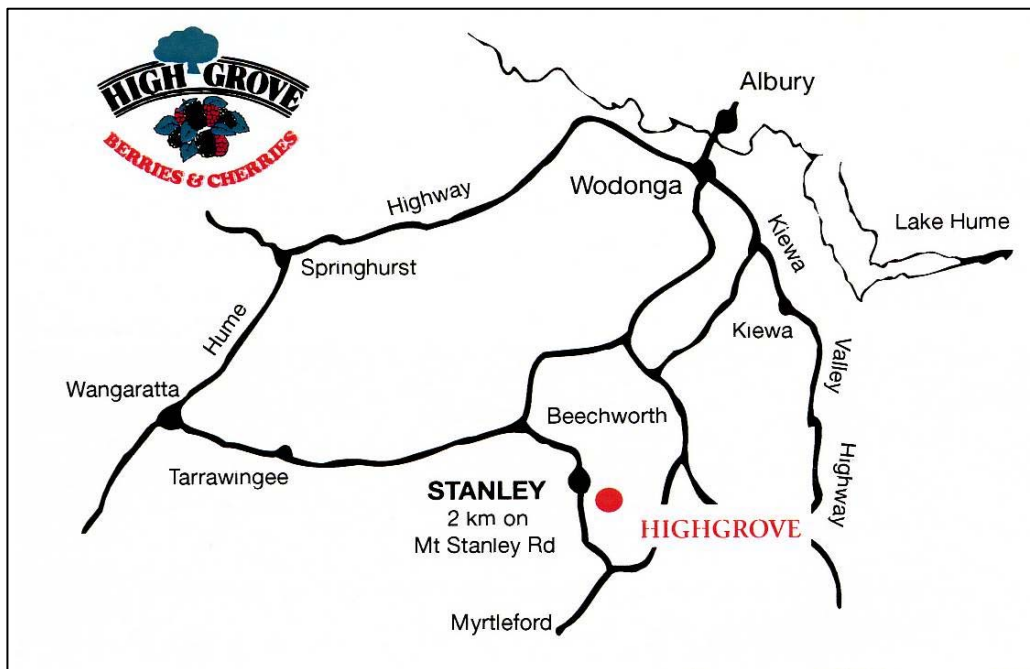 HIGH GROVE
BERRIES & CHERRIES
Albury
Wodonga
Highway
Lake Hume
Kiewa
Springhurst
Hume
Kiewa
Valley
Wangaratta
Beechworth
Highway
Tarrawingee
STANLEY
2 km on
Mt Stanley Rd
HIGHGROVE
Myrtleford